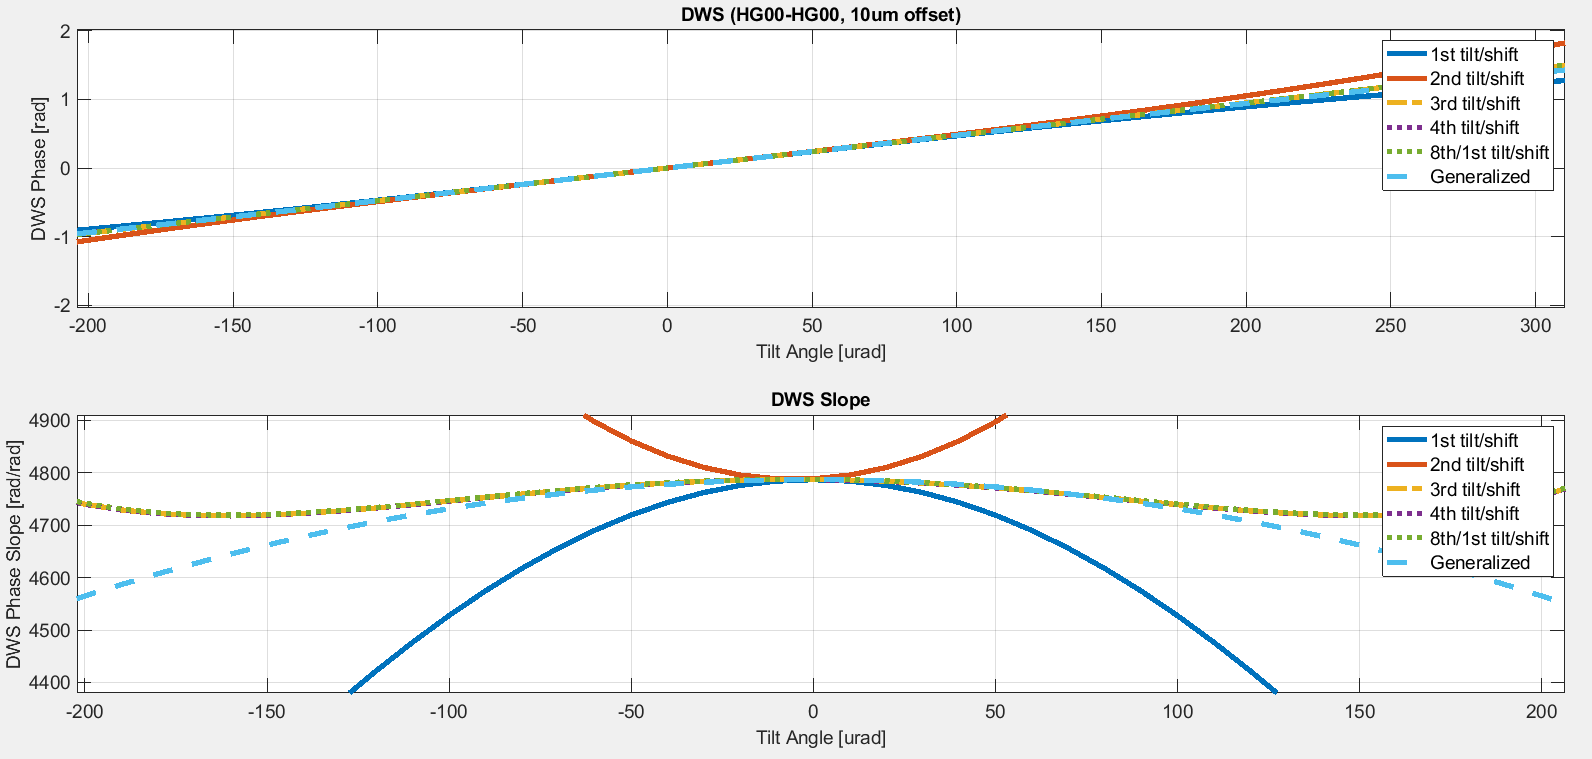 DWS (HG00-HG00, 10um offset)
2
1
0
-1
-2
DWS Phase [rad]
-200 -150 -100 -50 0 50 100 150 200 250 300
Tilt Angle [urad]
1st tilt/shift
2nd tilt/shift
3rd tilt/shift
4th tilt/shift
8th/1st tilt/shift
Generalized
DWS Slope
4900
4800
4700
4600
4500
4400
DWS Phase Slope [rad/rad]
-200 -150 -100 -50 0 50 100 150 200
Tilt Angle [urad]
1st tilt/shift
2nd tilt/shift
3rd tilt/shift
4th tilt/shift
8th/1st tilt/shift
Generalized